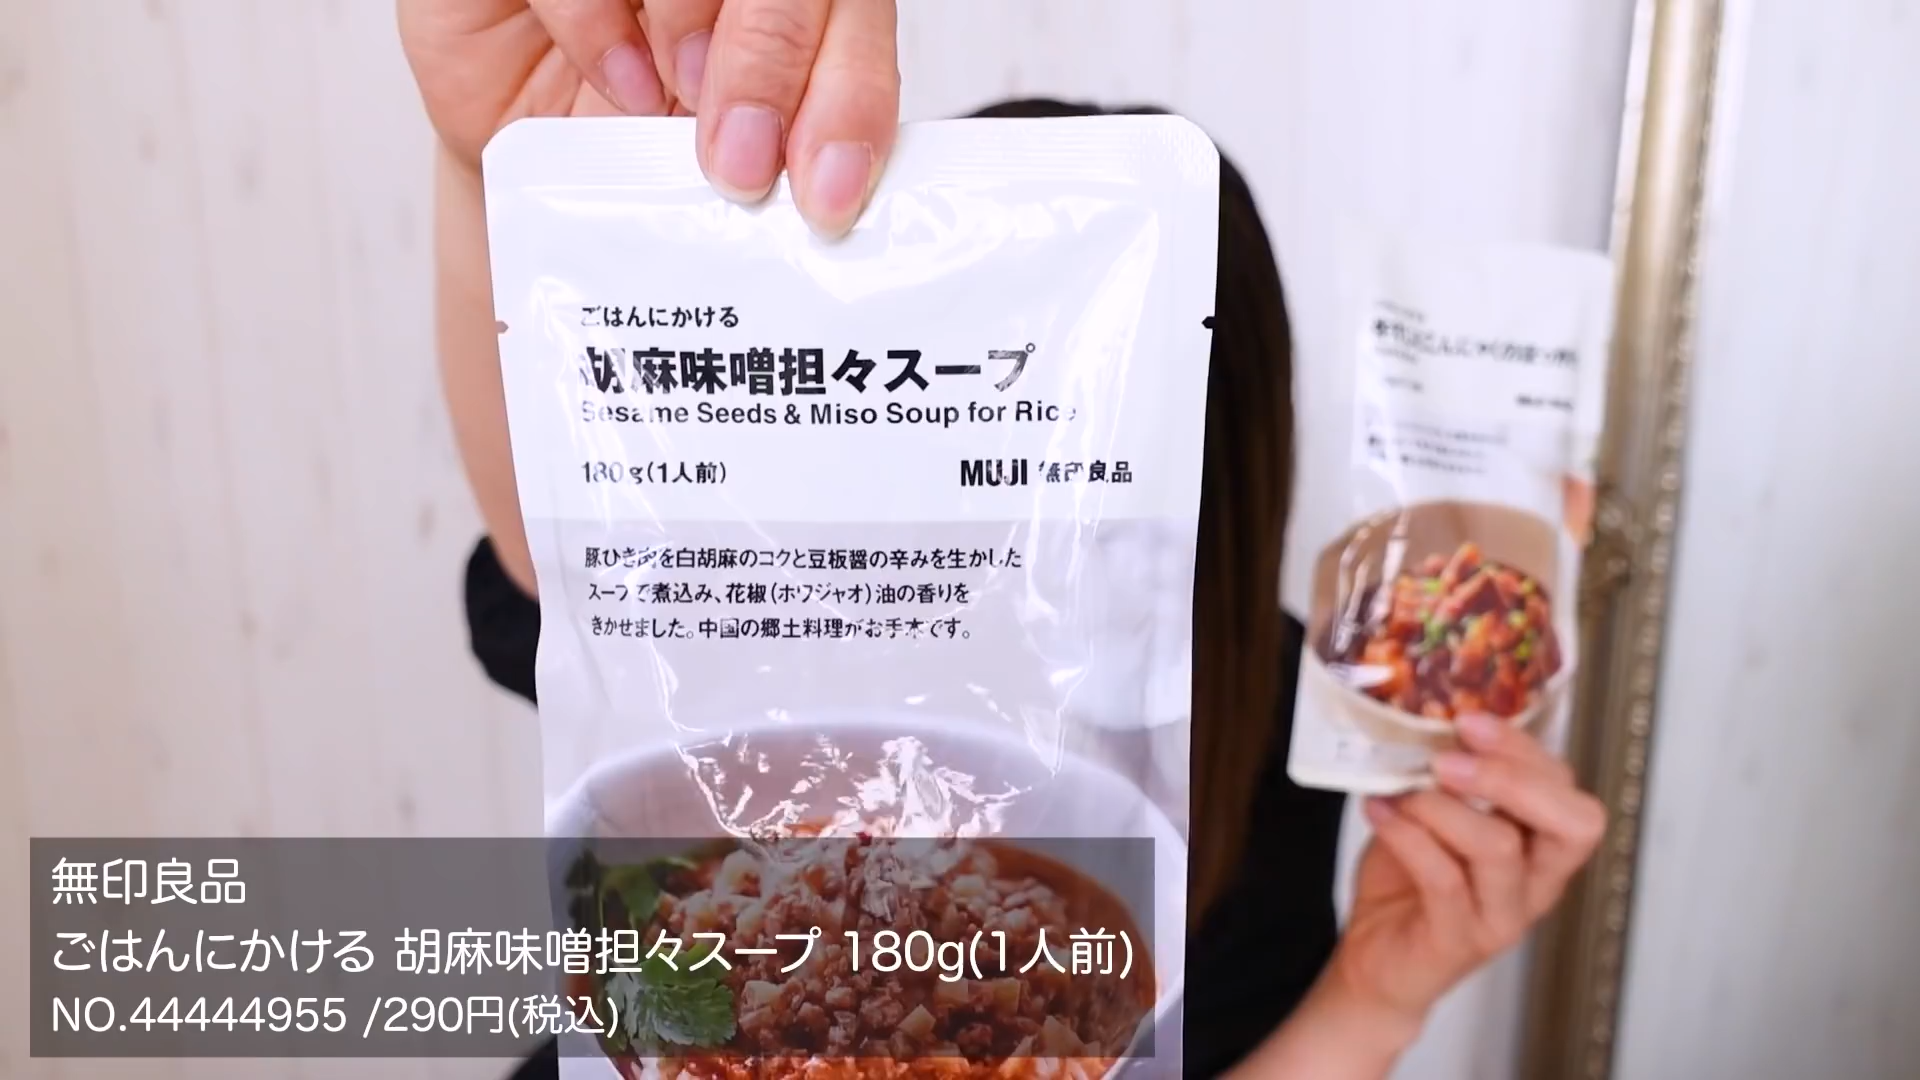 ごはんにかける
胡麻味噌担々スープ
Sesame Seeds & Miso Soup for Rice
180g(1人前)
MUJI 無印良品
豚ひき肉を白胡麻のコクと豆板醤の辛みを生かした
スープで煮込み、花椒(ホワジャオ)油の香りを
きかせました。中国の郷土料理がお手本です。
無印良品
ごはんにかける 胡麻味噌担々スープ 180g(1人前)
NO.44444955 /290円(税込)